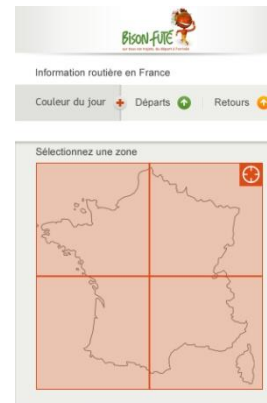 BISON-FUTÉ
Information routière en France
Couleur du jour Départs Retours
Sélectionnez une zone